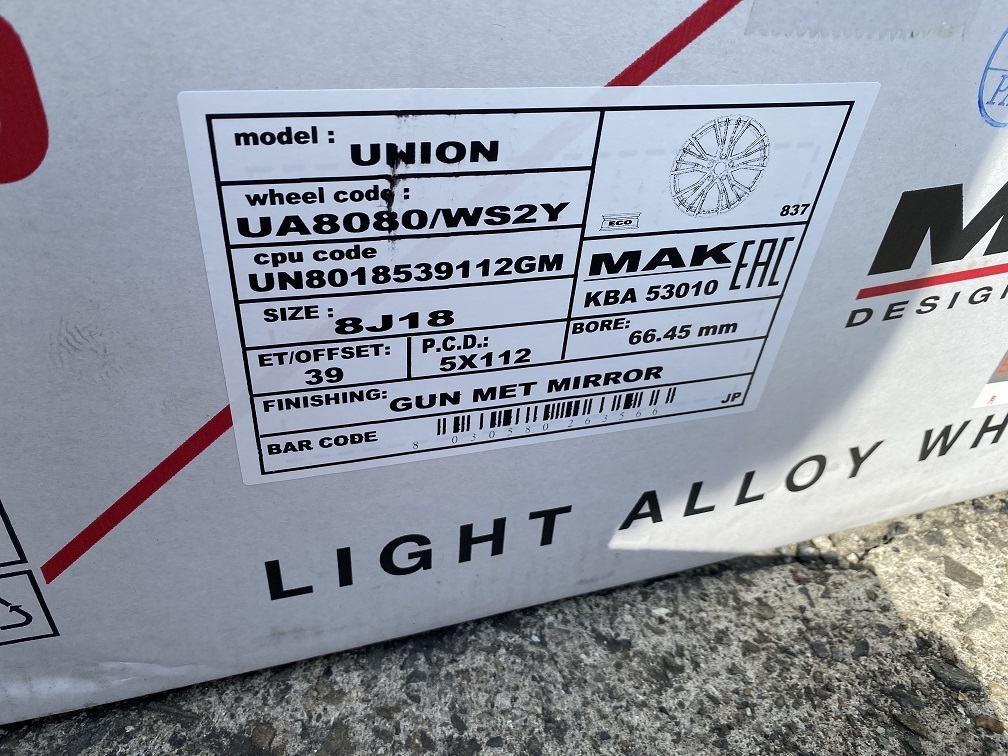 model :
UNION
wheel code :
UA8080/WS2Y
cpu code
UN8018539112GM
SIZE :
8J18
ET/OFFSET:
39
P.C.D.:
5X112
ECO
837
MAK EAC
KBA 53010
BORE:
66.45 mm
FINISHING: GUN MET MIRROR
BAR CODE
8 030580 263566
JP
M
DESIG
LIGHT ALLOY WH